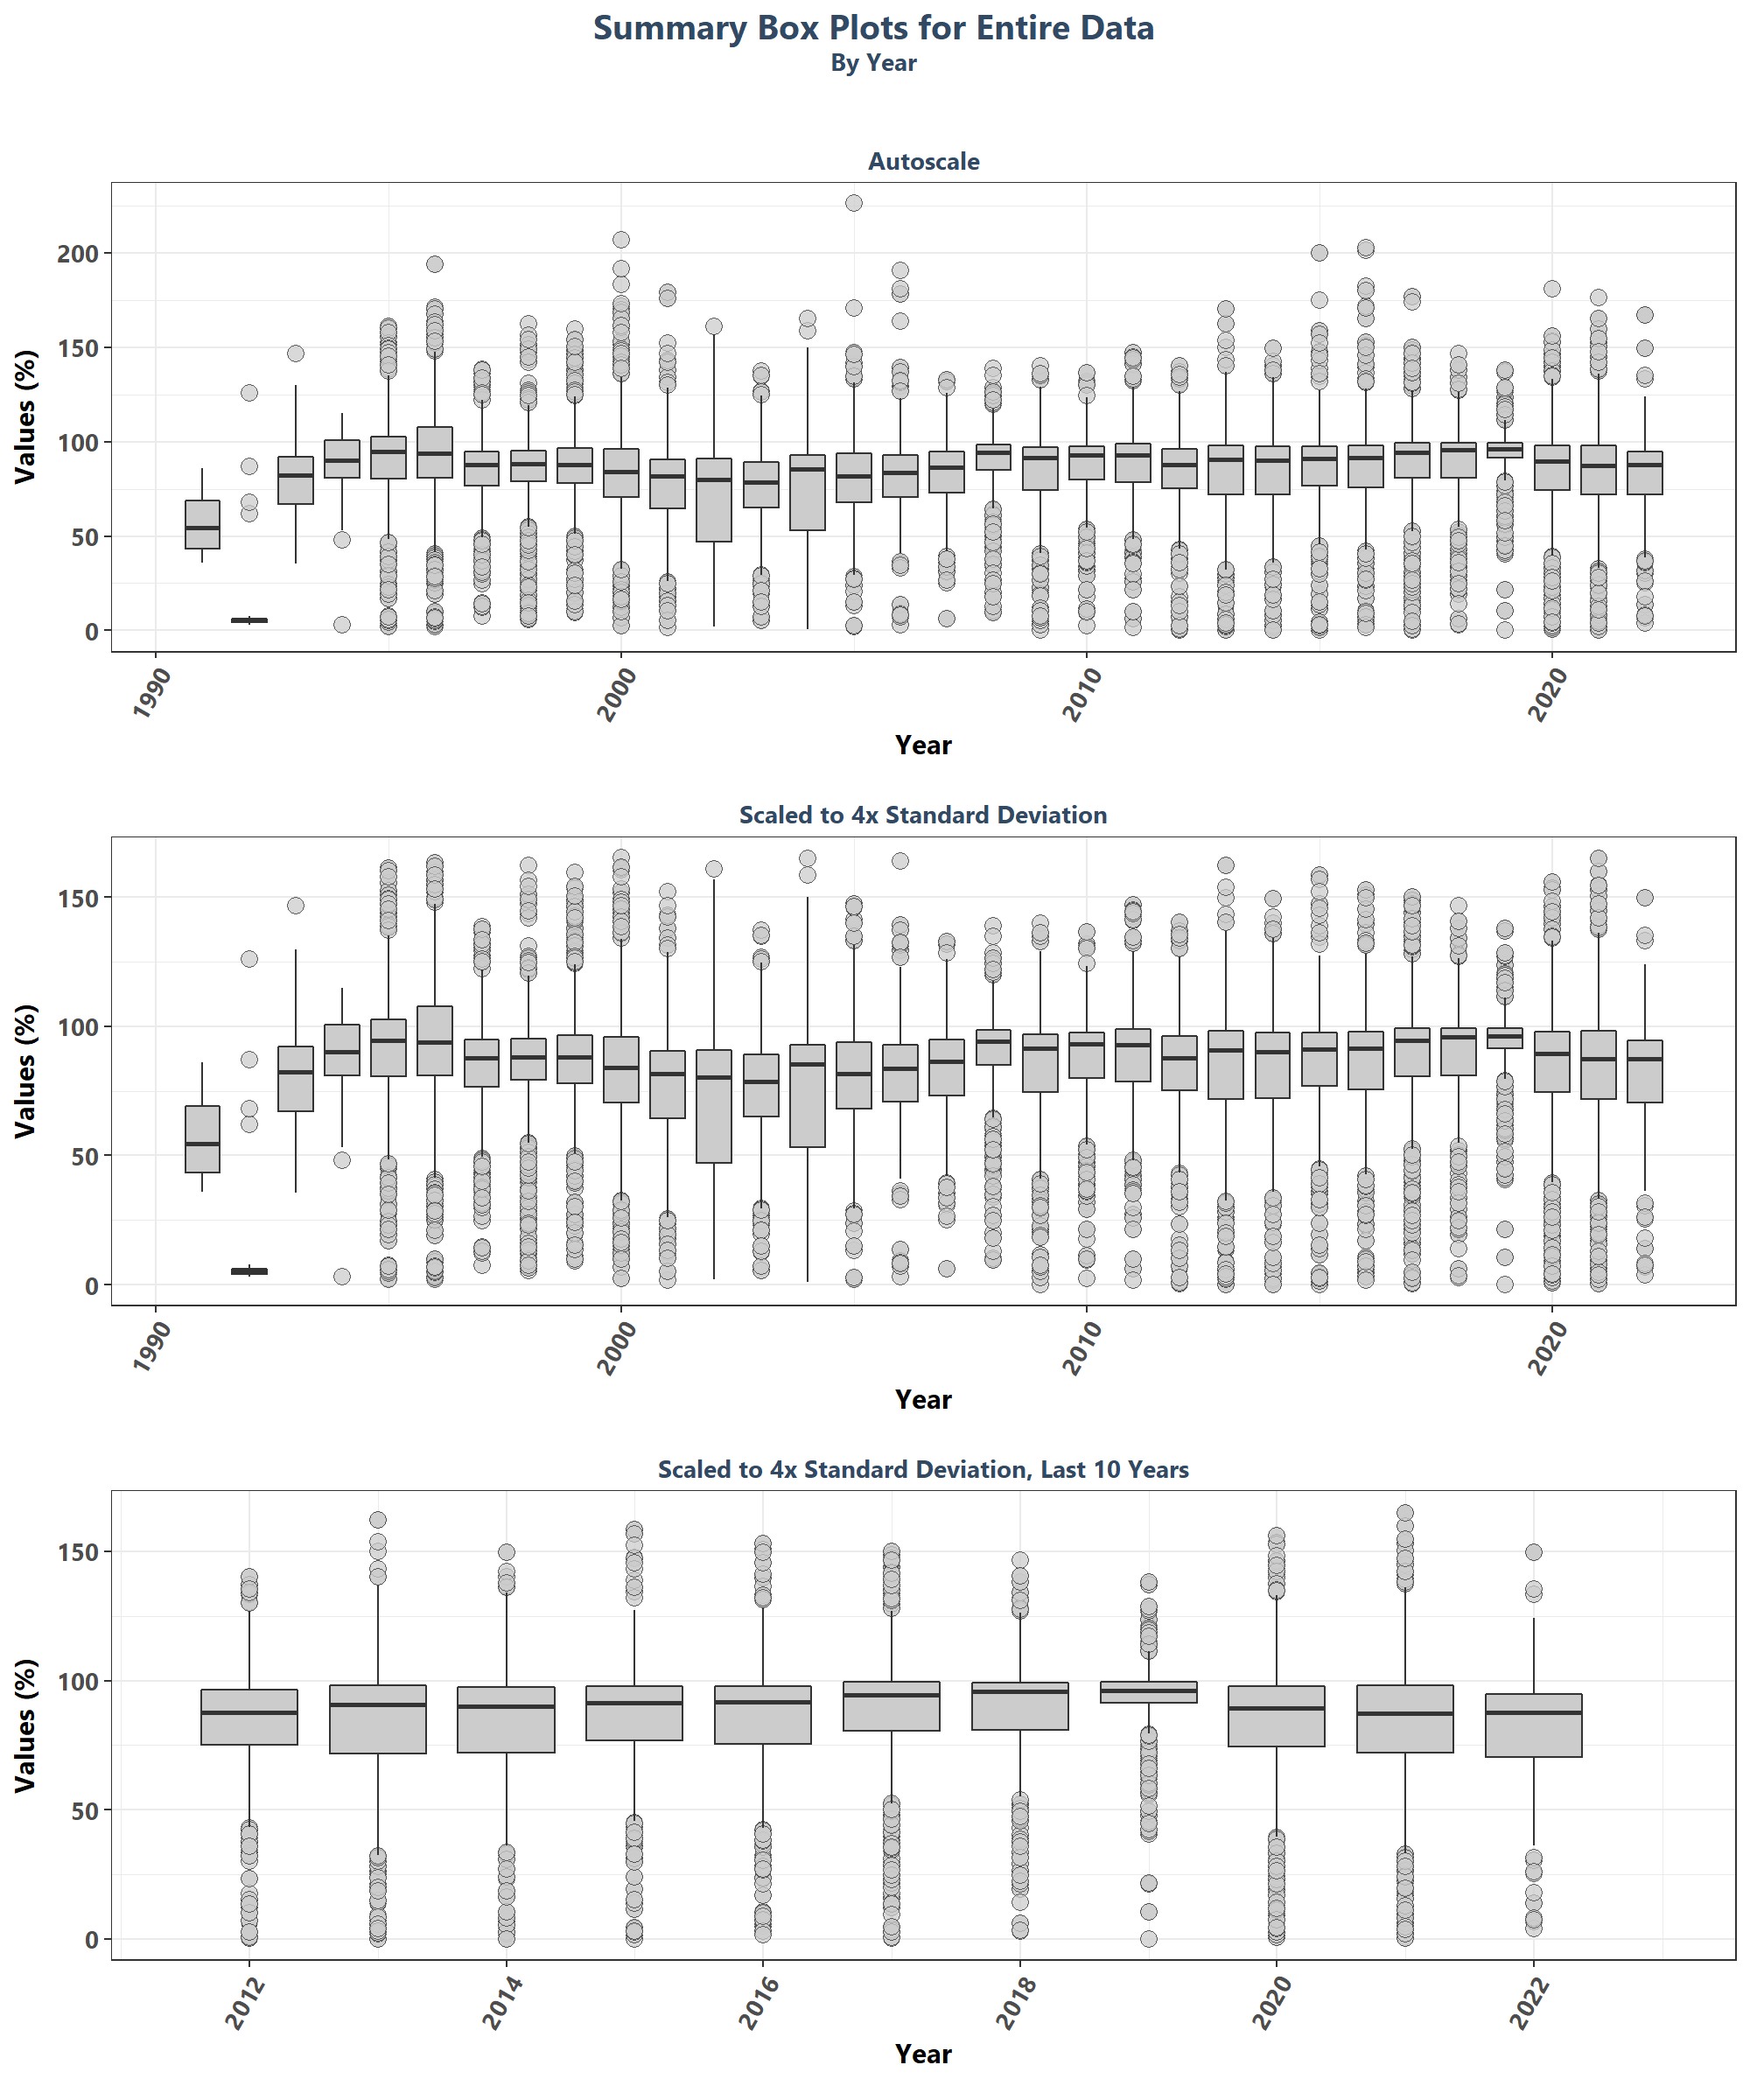 Summary Box Plots for Entire Data
By Year
Autoscale
Values (%)
200
150
100
50
0
1990
2000
2010
2020
Year
Scaled to 4x Standard Deviation
Values (%)
150
100
50
0
1990
2000
2010
2020
Year
Scaled to 4x Standard Deviation, Last 10 Years
Values (%)
150
100
50
0
2012
2014
2016
2018
2020
2022
Year